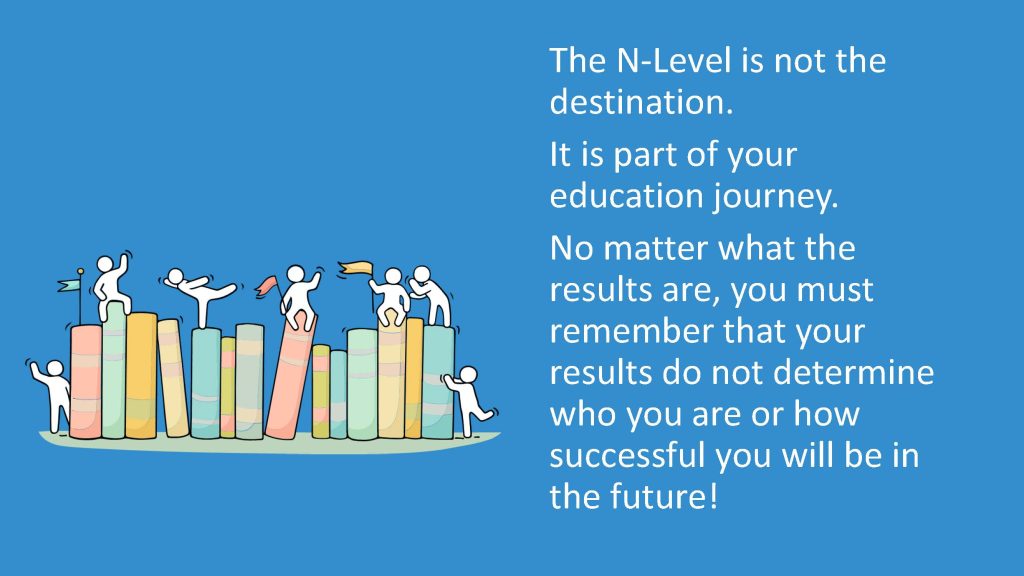 The N-Level is not the
destination.
It is part of your
education journey.
No matter what the
results are, you must
remember that your
results do not determine
who you are or how
successful you will be in
the future!